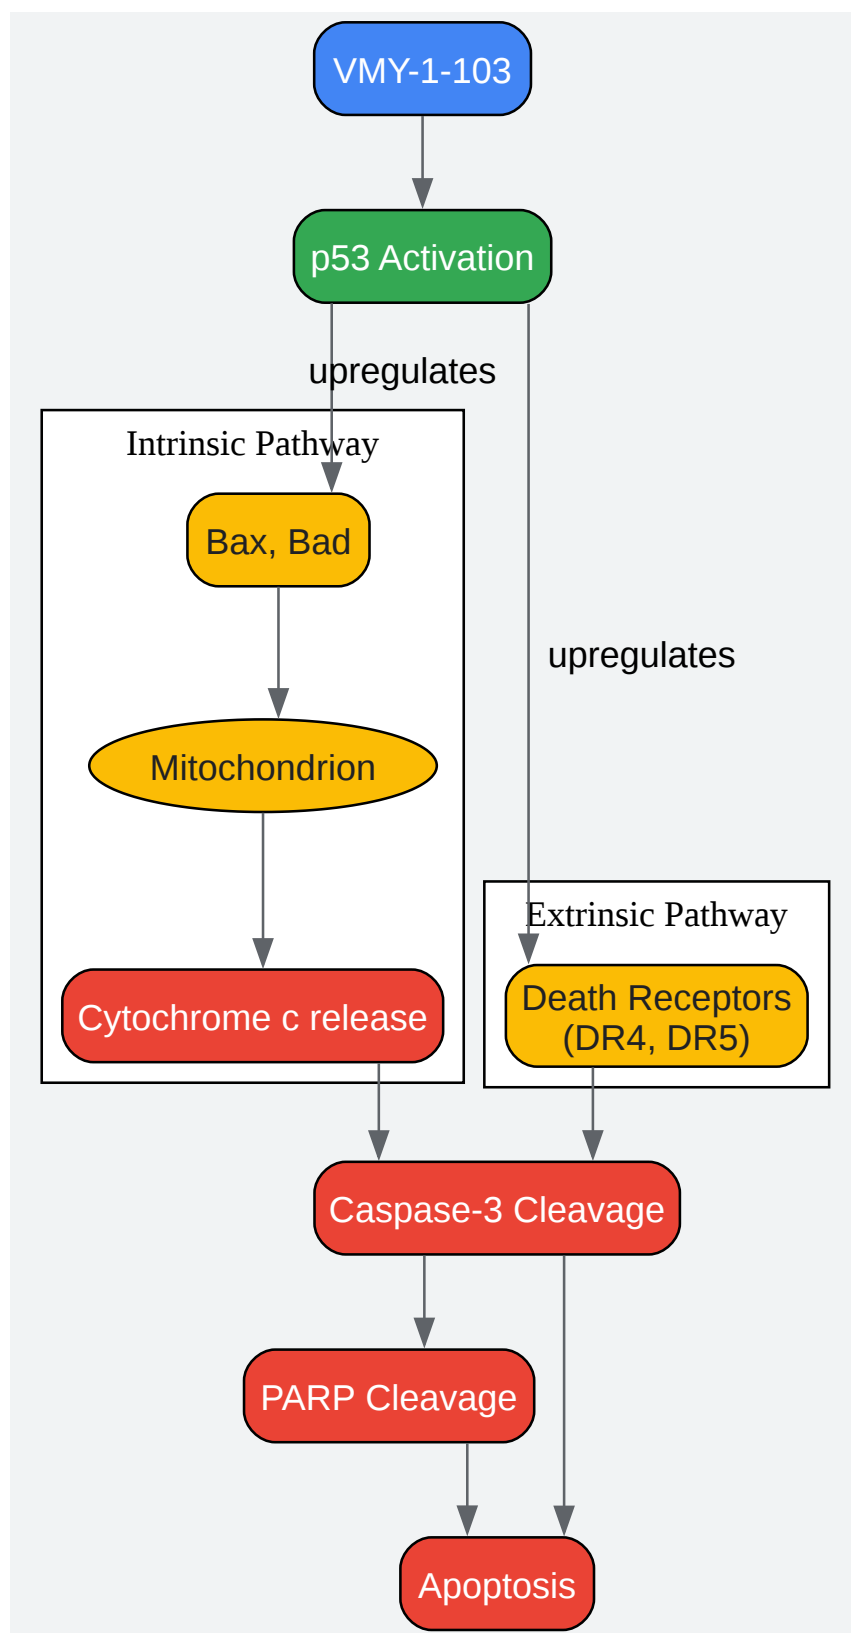 VMY-1-103
p53 Activation
upregulates
Intrinsic Pathway
Bax, Bad
upregulates
Mitochondrion
Extrinsic Pathway
Cytochrome c release
Death Receptors
(DR4, DR5)
Caspase-3 Cleavage
PARP Cleavage
Apoptosis